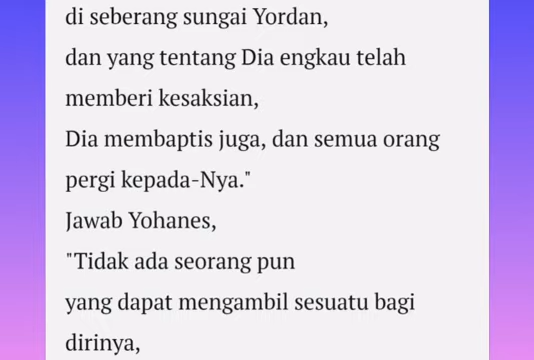 di seberang sungai Yordan,
dan yang tentang Dia engkau telah
memberi kesaksian,
Dia membaptis juga, dan semua orang
pergi kepada-Nya."
Jawab Yohanes,
"Tidak ada seorang pun
yang dapat mengambil sesuatu bagi
dirinya,